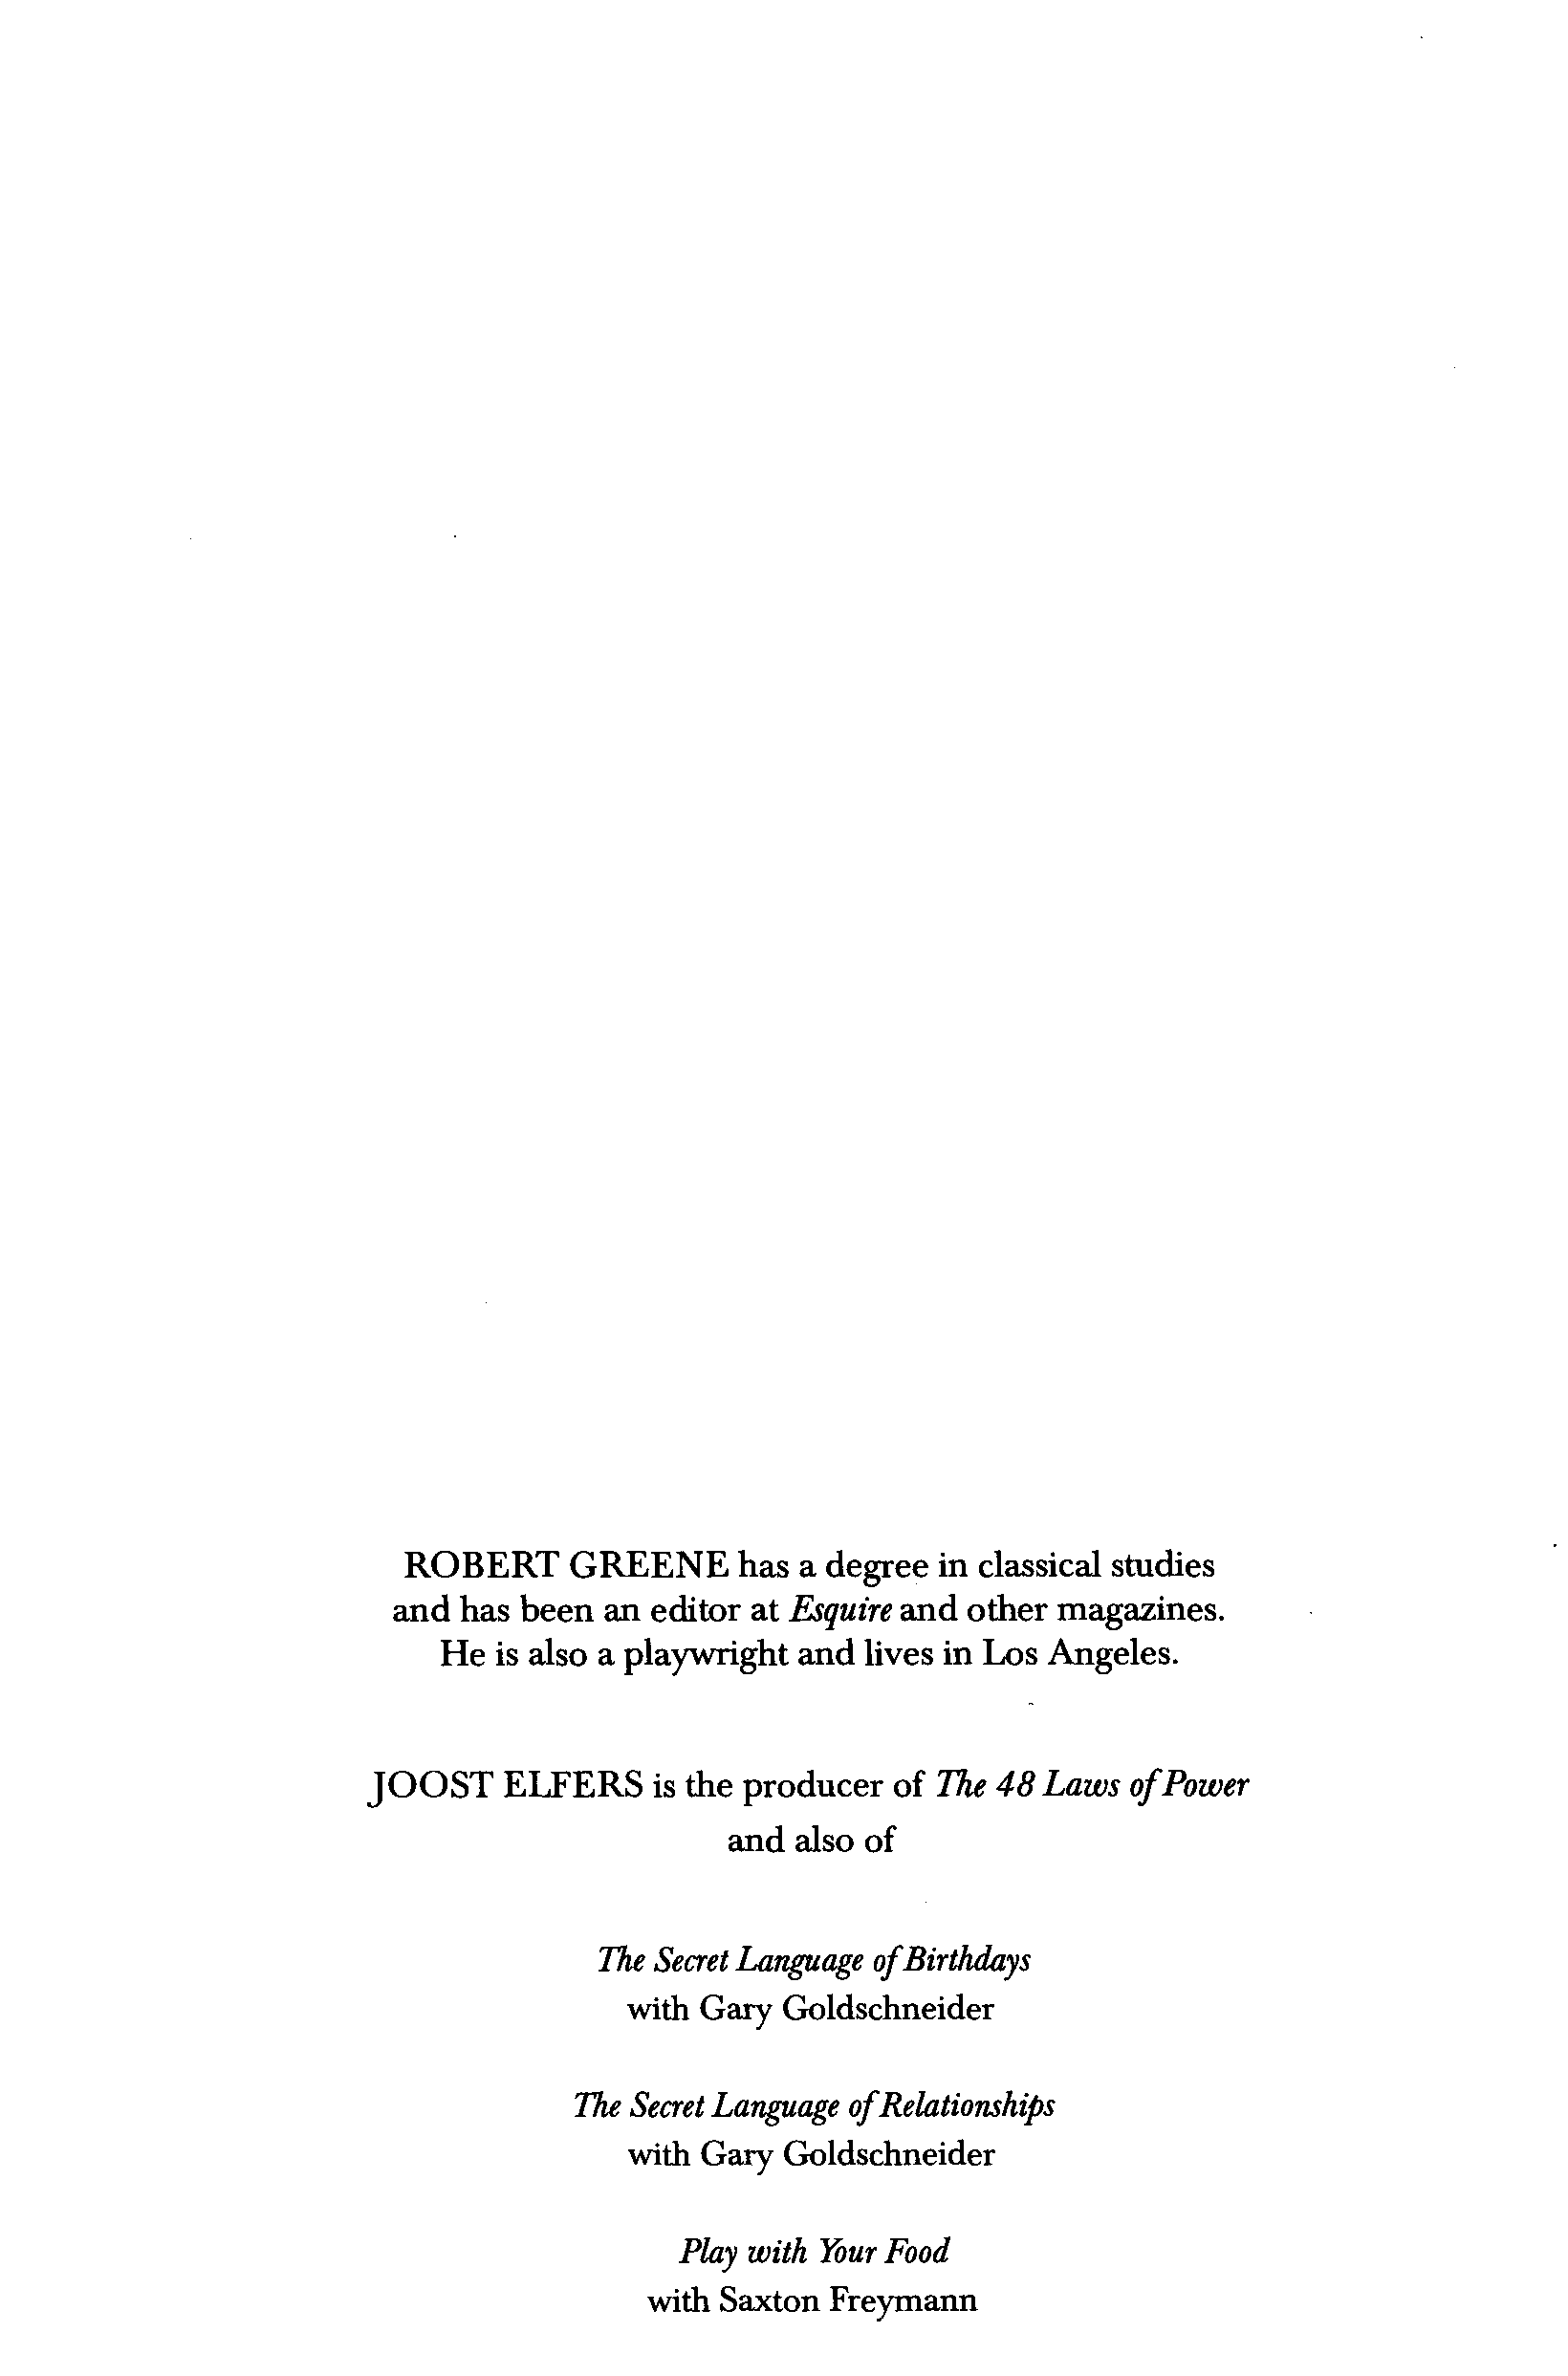 ROBERT GREENE has a degree in classical studies
and has been an editor at Esquire and other magazines.
He is also a playwright and lives in Los Angeles.
JOOST ELFERS is the producer of The 48 Laws of Power
and also of
The Secret Language of Birthdays
with Gary Goldschneider
The Secret Language of Relationships
with Gary Goldschneider
Play with Your Food
with Saxton Freymann